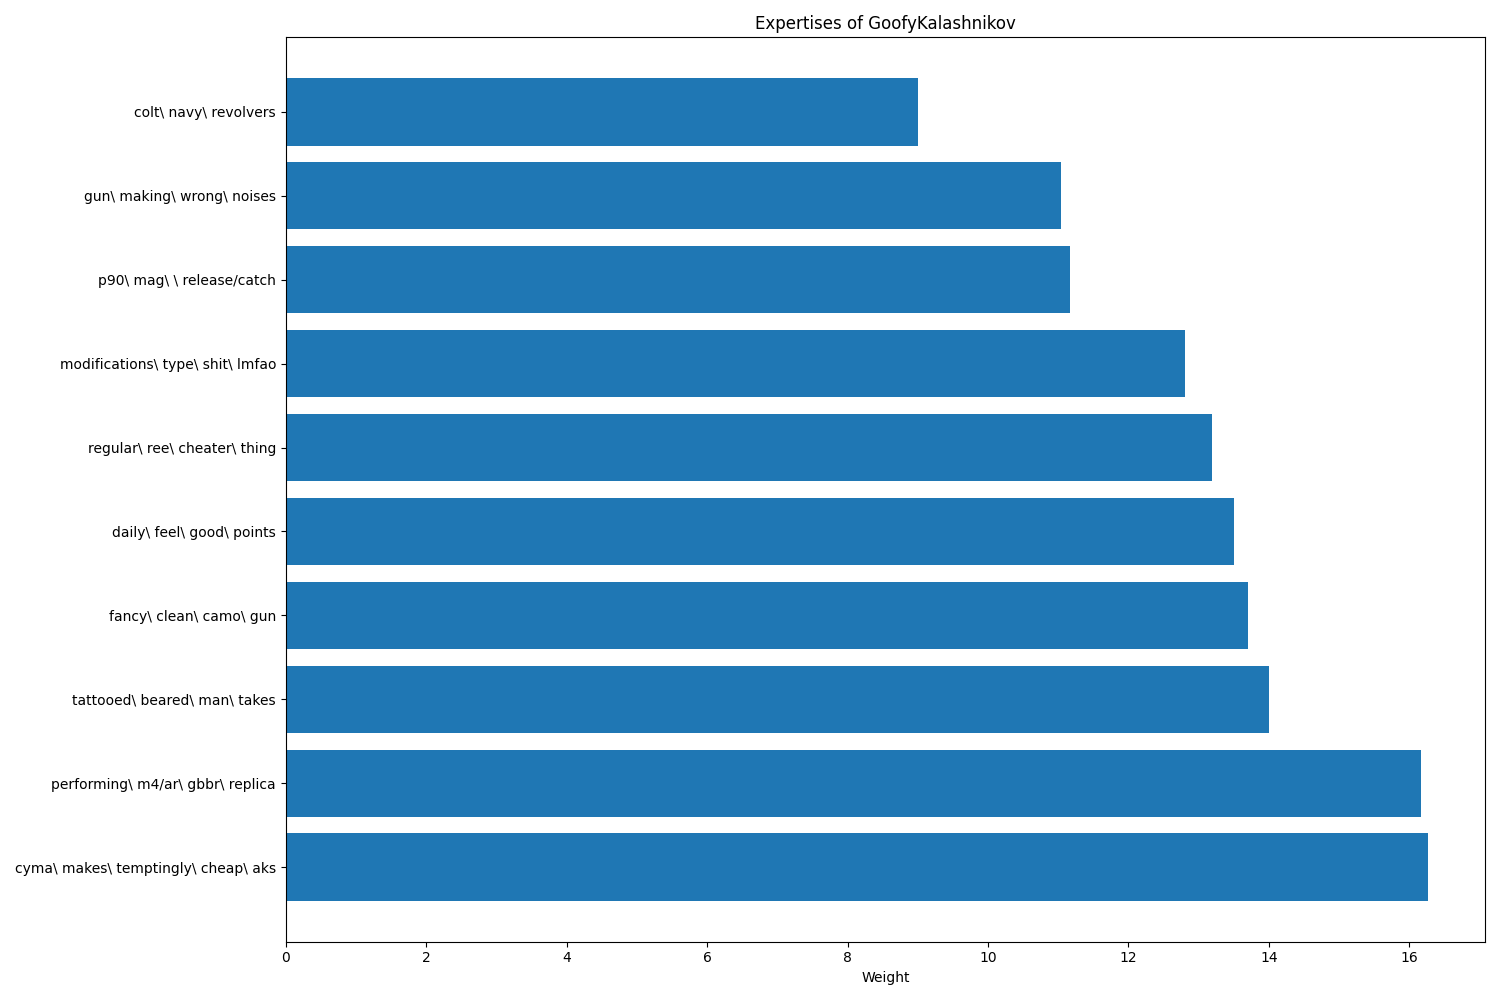 Expertises of GoofyKalashnikov
colt\ navy\ revolvers
gun\ making\ wrong\ noises
p90\ mag\ \ release/catch
modifications\ type\ shit\ lmfao
regular\ ree\ cheater\ thing
daily\ feel\ good\ points
fancy\ clean\ camo\ gun
tattooed\ beared\ man\ takes
performing\ m4/ar\ gbbr\ replica
cyma\ makes\ temptingly\ cheap\ aks
0 2 4 6 8 10 12 14 16
Weight